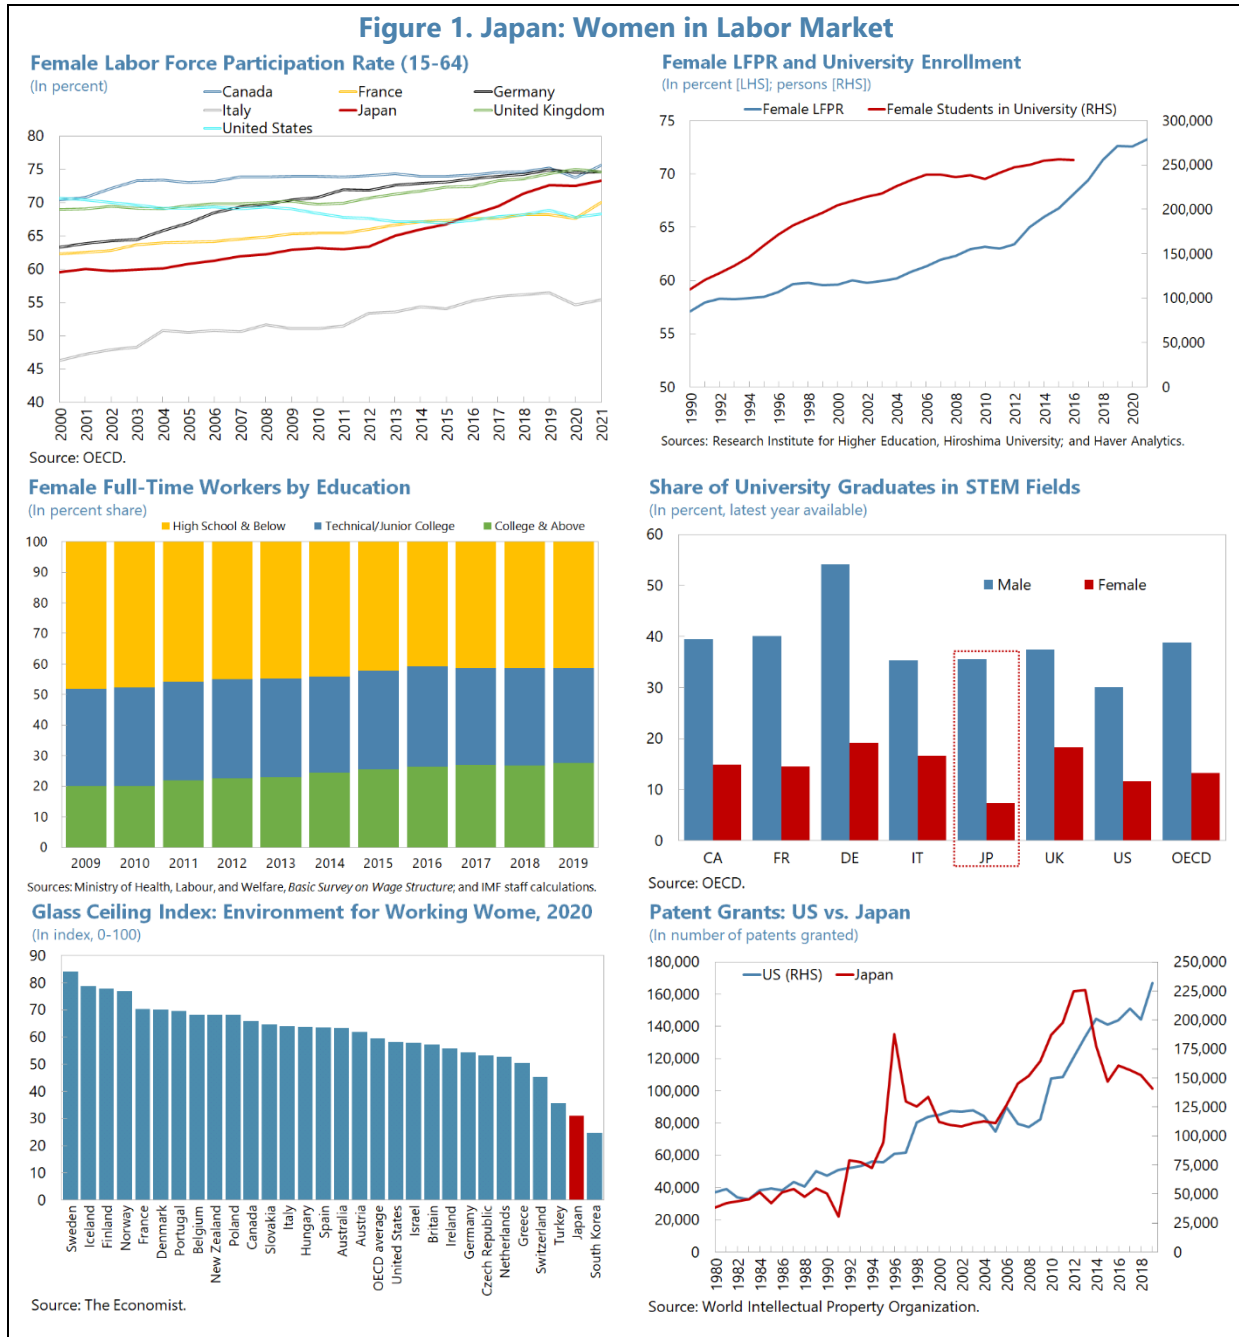 Figure 1. Japan: Women in Labor Market
Female Labor Force Participation Rate (15-64)
(In percent)
Canada France Germany
Italy Japan United Kingdom
United States
80
75
70
65
60
55
50
45
40
2000 2001 2002 2003 2004 2005 2006 2007 2008 2009 2010 2011 2012 2013 2014 2015 2016 2017 2018 2019 2020 2021
Source: OECD.
Female LFPR and University Enrollment
(In percent [LHS]; persons [RHS])
Female LFPR Female Students in University (RHS)
75 300,000
70 250,000
65 200,000
60 150,000
55 100,000
50 50,000
0
1990 1992 1994 1996 1998 2000 2002 2004 2006 2008 2010 2012 2014 2016 2018 2020
Sources: Research Institute for Higher Education, Hiroshima University; and Haver Analytics.
Female Full-Time Workers by Education
(In percent share)
High School & Below Technical/Junior College College & Above
100
90
80
70
60
50
40
30
20
10
0
2009 2010 2011 2012 2013 2014 2015 2016 2017 2018 2019
Sources: Ministry of Health, Labour, and Welfare, Basic Survey on Wage Structure; and IMF staff calculations.
Share of University Graduates in STEM Fields
(In percent, latest year available)
Male Female
60
50
40
30
20
10
0
CA FR DE IT JP UK US OECD
Source: OECD.
Glass Ceiling Index: Environment for Working Wome, 2020
(In index, 0-100)
90
80
70
60
50
40
30
20
10
0
Sweden Iceland Finland Norway France Denmark Portugal Belgium New Zealand Poland Canada Slovakia Italy Hungary Spain Australia Austria OECD average United States Israel Britain Ireland Germany Czech Republic Netherlands Greece Switzerland Turkey Japan South Korea
Source: The Economist.
Patent Grants: US vs. Japan
(In number of patents granted)
US (RHS) Japan
180,000 250,000
160,000 225,000
140,000 200,000
120,000 175,000
100,000 150,000
80,000 125,000
60,000 100,000
40,000 75,000
20,000 50,000
0 25,000
0
1980 1982 1984 1986 1988 1990 1992 1994 1996 1998 2000 2002 2004 2006 2008 2010 2012 2014 2016 2018
Source: World Intellectual Property Organization.